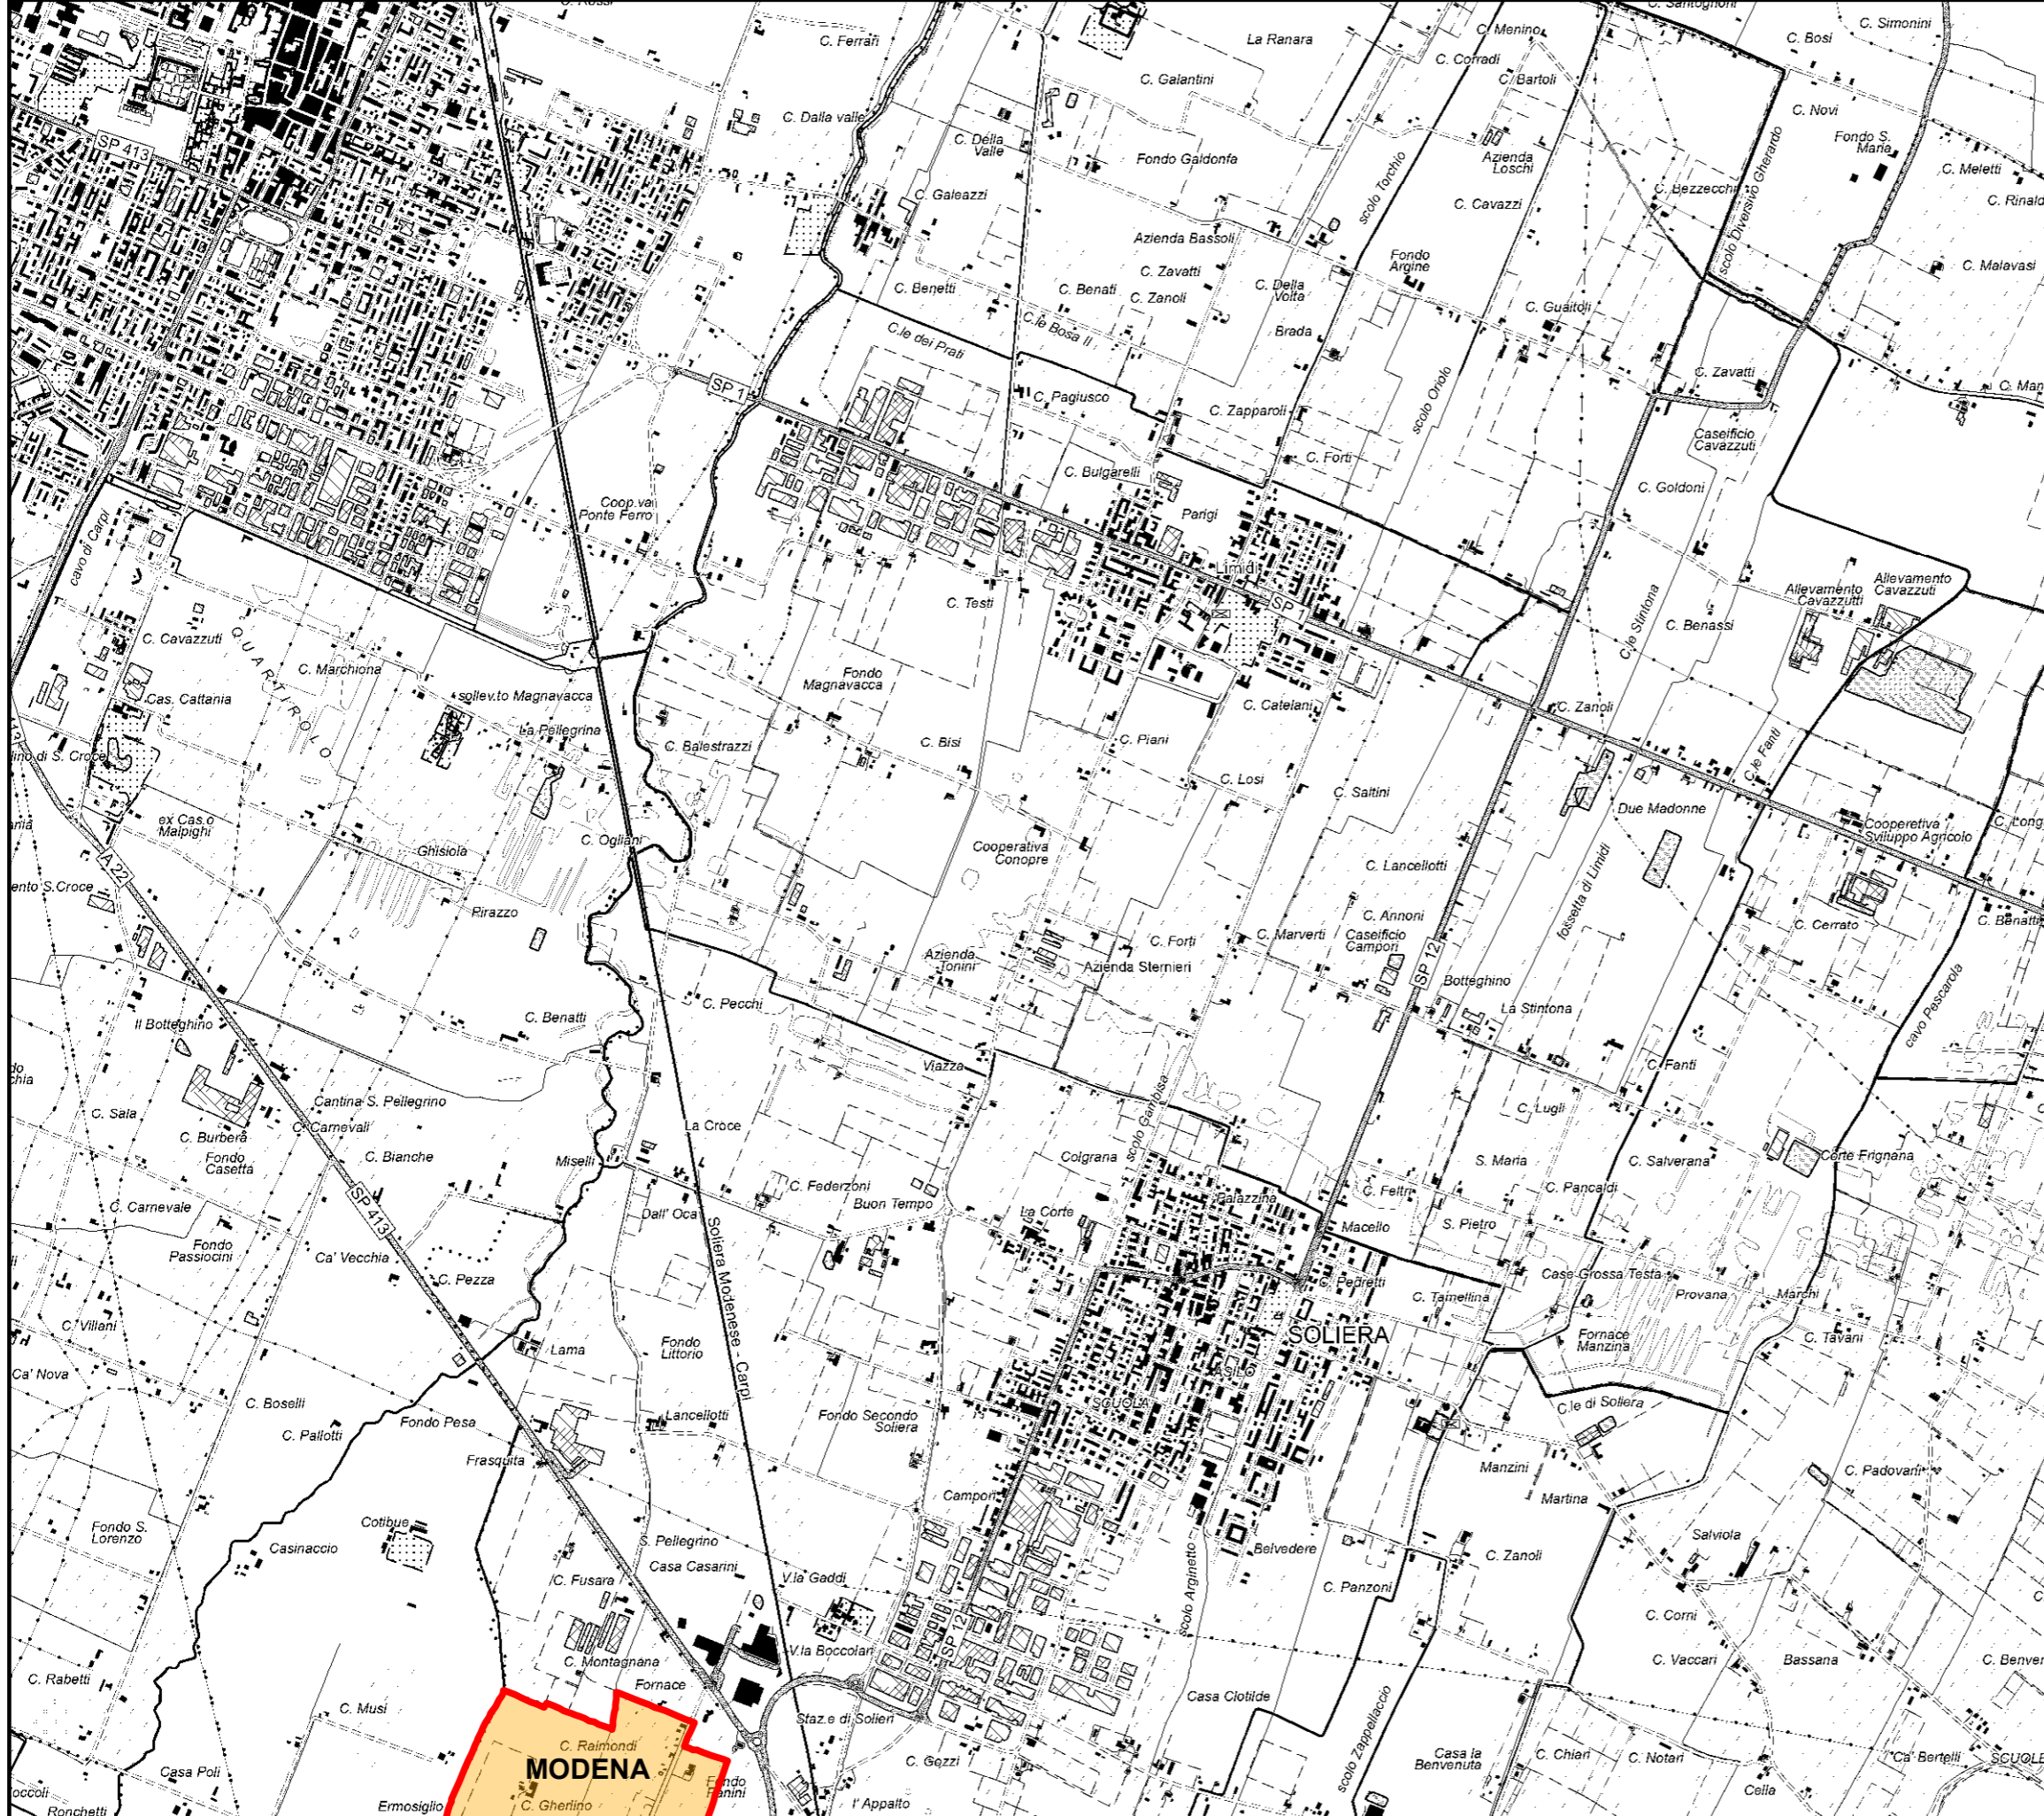 C. Ferrari
La Ranara
C. Menino
C. Corradi
C. Bosi
C. Simonini
C. Galantini
C. Bartoli
C. Novi
C. Dalla valle
C. Della
Valle
Fondo Galdonfa
SP 413
Azienda
Loschi
Fondo S.
Maria
C. Meletti
scolo Torchio
scolo Diversivo Gherardo
C. Galeazzi
C. Cavazzi
Azienda Bassoli
C. Zavatti
Fondo
Argine
C. Malavasi
C. Benetti
C. Benati
C. Zanoli
C. Della
Volta
C. Guaitoli
C.le dei Prati
C.le Bosa II
Brada
SP 1
C. Pagiusco
C. Zapparoli
scolo Oriolo
C. Zavatti
Caseificio
Cavazzuti
C. Forti
C. Bulgarelli
C. Goldoni
cavo di Carpi
Coop.va
Ponte Ferro
Parigi
Limidi
SP 1
C. Testi
C.le Stintona
Allevamento
Cavazzutti
Allevamento
Cavazzuti
C. Benassi
C. Cavazzuti
QUARTIROLO
C. Marchiona
Fondo
Magnavacca
sollev.to Magnavacca
Cas. Cattania
La Pellegrina
C. Catelani
C. Zanoli
C. Balestrazzi
C. Bisi
C. Piani
C. Losi
C. Saltini
C.le Fanti
Due Madonne
ex Cas.o
Malpighi
C. Ogliani
Ghisiola
Cooperativa
Conopre
Cooperetiva
Sviluppo Agricolo
A 22
C. Lancellotti
fossetta di Limidi
Pirazzo
C. Annoni
Caseificio
Campori
C. Marverti
C. Cerrato
C. Forti
Azienda
Tonini
Azienda Sternieri
SP 12
Botteghino
La Stintona
C. Pecchi
C. Benatti
Il Botteghino
cavo Pescarola
Viazza
C. Fanti
Cantina S. Pellegrino
C. Carnevali
C. Sala
C. Burbera
Fondo
Casetta
La Croce
C. Lugli
scolo Gambisa
C. Bianche
Miselli
Colgrana
S. Maria
C. Salverana
Corte Frignana
C. Federzoni
C. Feltri
C. Pancaldi
SP 413
C. Carnevale
Dall' Oca
Buon Tempo
Palazzina
La Corte
Macello
S. Pietro
Fondo
Passiocini
Ca' Vecchia
C. Pezza
Soliera Modenese - Carpi
C. Pedretti
Case Grossa Testa
C. Tamellina
Provana
Marchi
C. Villani
Lama
Fondo
Littorio
SOLIERA
Fornace
Manzina
C. Tavani
Ca' Nova
ASILO
C. Boselli
SCUOLA
C.le di Soliera
C. Pallotti
Fondo Pesa
Lancellotti
Fondo Secondo
Soliera
Frasquita
Manzini
C. Padovani
Campori
Martina
Fondo S.
Lorenzo
Cotibue
Casinaccio
S. Pellegrino
Casa Casarini
scolo Arginetto
Belvedere
Salviola
C. Zanoli
C. Fusara
V.la Gaddi
C. Panzoni
C. Corni
SP 12
V.la Boccolari
C. Rabetti
C. Montagnana
Fornace
C. Vaccari
Bassana
C. Musi
Casa Clotilde
Staz.e di Solieri
scolo Zappellaccio
C. Raimondi
MODENA
C. Gozzi
Casa la
Benvenuta
C. Chiari
C. Notari
Ca' Bertelli
Casa Poli
Cella
Ronchetti
Ermosiglio
C. Gherlino
l' Appalto